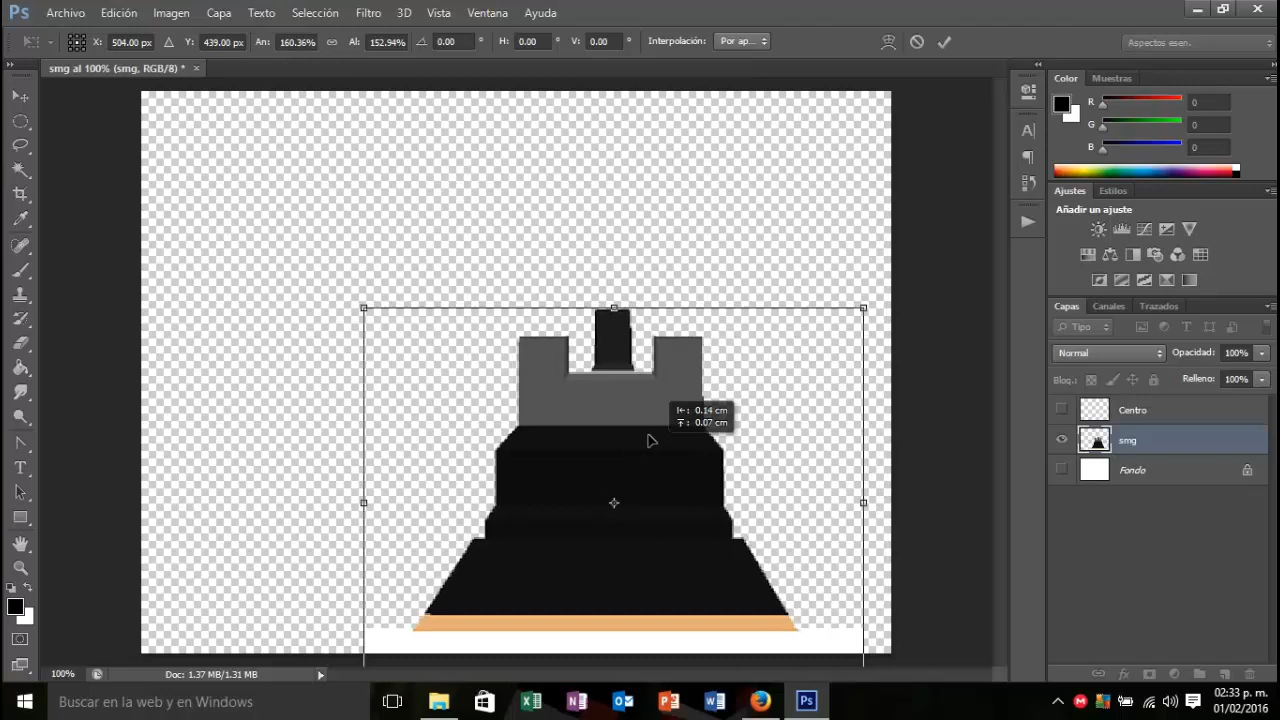 Ps Archivo Edición Imagen Capa Texto Selección Filtro 3D Vista Ventana Ayuda
X: 504.00 px Y: 439.00 px An: 160.36% Al: 152.94% 0.00 ° H: 0.00 ° V: 0.00 ° Interpolación: Por ap... Aspectos esen.
smg al 100% (smg, RGB/8) * ×
Color Muestras
R 0
G 0
B 0
Ajustes Estilos
Añadir un ajuste
Capas Canales Trazados
Tipo
Normal Opacidad: 100%
Bloq.: Relleno: 100%
Centro
smg
Fondo
0.14 cm
0.07 cm
100% Doc: 1.37 MB/1.31 MB
Buscar en la web y en Windows
02:33 p. m.
01/02/2016